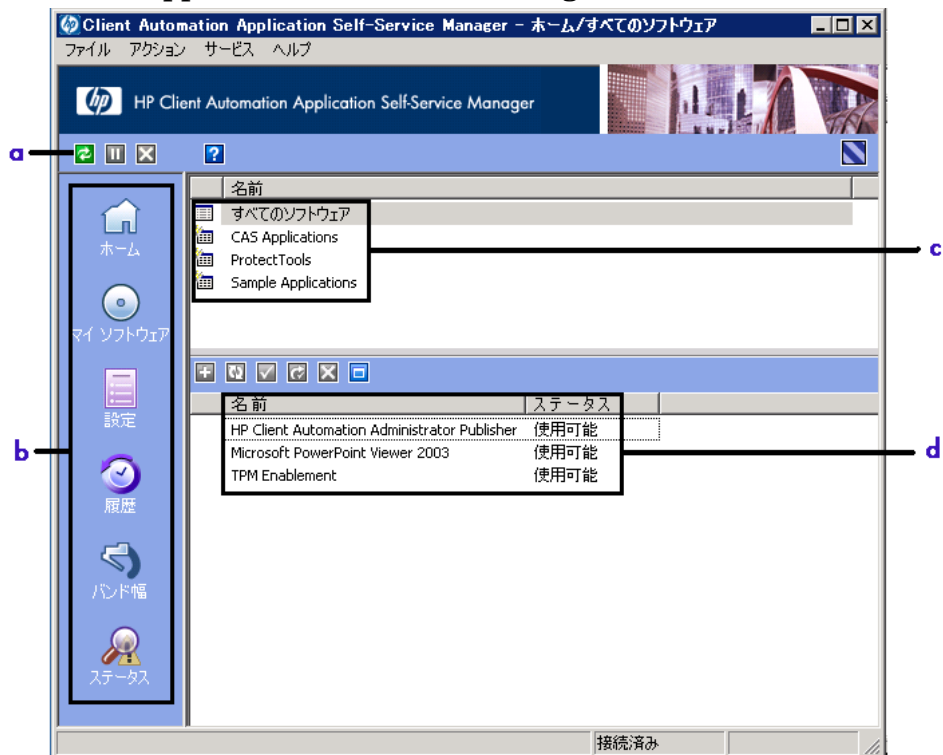 Client Automation Application Self-Service Manager - ホーム/すべてのソフトウェア
ファイル アクション サービス ヘルプ
hp HP Client Automation Application Self-Service Manager
a
?
名前
すべてのソフトウェア
CAS Applications
ProtectTools
Sample Applications
c
ホーム
マイ ソフトウェア
設定
履歴
バンド幅
ステータス
b
名前 ステータス
HP Client Automation Administrator Publisher 使用可能
Microsoft PowerPoint Viewer 2003 使用可能
TPM Enablement 使用可能
d
接続済み